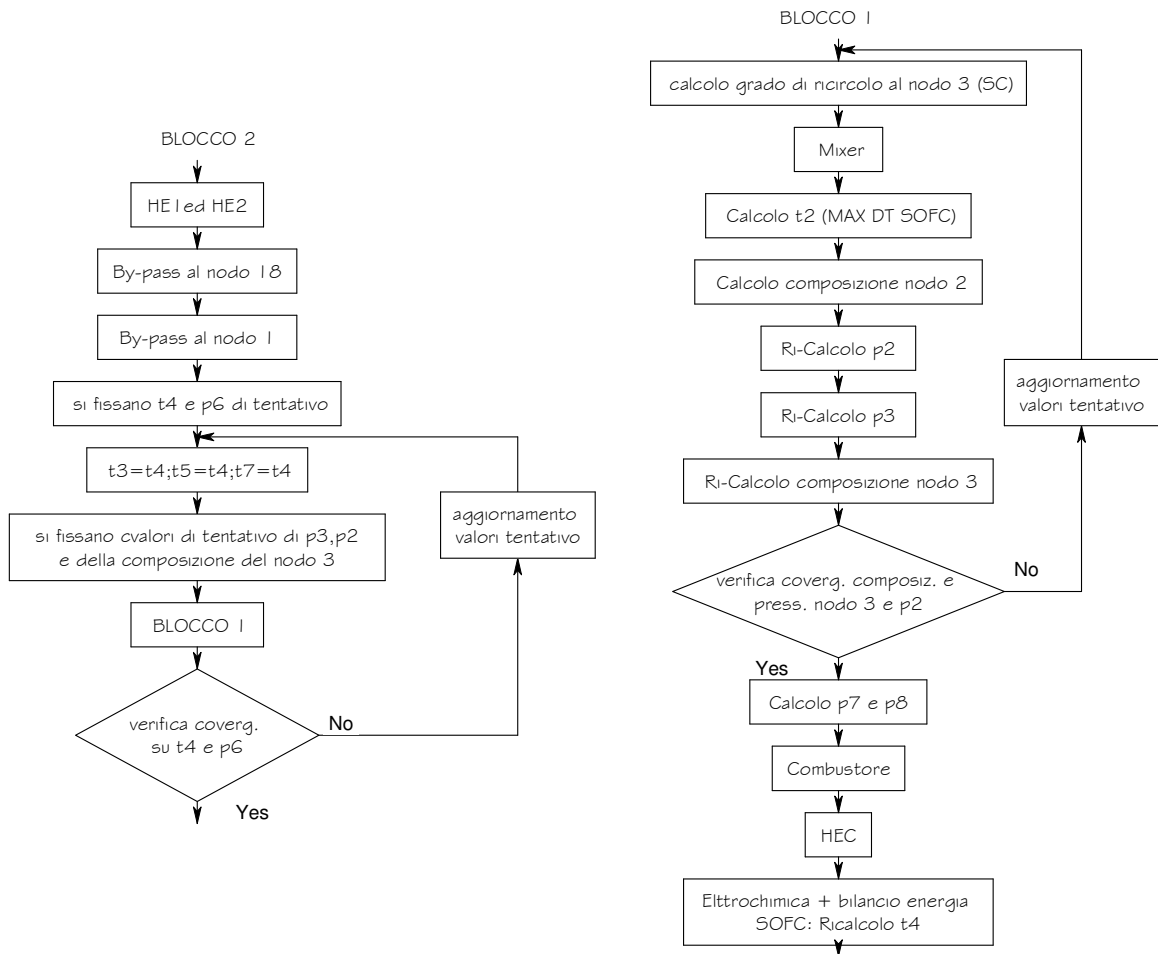 BLOCCO 2
HE1ed HE2
By-pass al nodo 18
By-pass al nodo 1
si fissano t4 e p6 di tentativo
t3=t4;t5=t4;t7=t4
si fissano cvalori di tentativo di p3,p2
e della composizione del nodo 3
BLOCCO 1
verifica coverg.
su t4 e p6
No
Yes
aggiornamento
valori tentativo
BLOCCO 1
calcolo grado di ricircolo al nodo 3 (SC)
Mixer
Calcolo t2 (MAX DT SOFC)
Calcolo composizione nodo 2
Ri-Calcolo p2
Ri-Calcolo p3
Ri-Calcolo composizione nodo 3
verifica coverg. composiz. e
press. nodo 3 e p2
No
Yes
aggiornamento
valori tentativo
Calcolo p7 e p8
Combustore
HEC
Elttrochimica + bilancio energia
SOFC: Ricalcolo t4